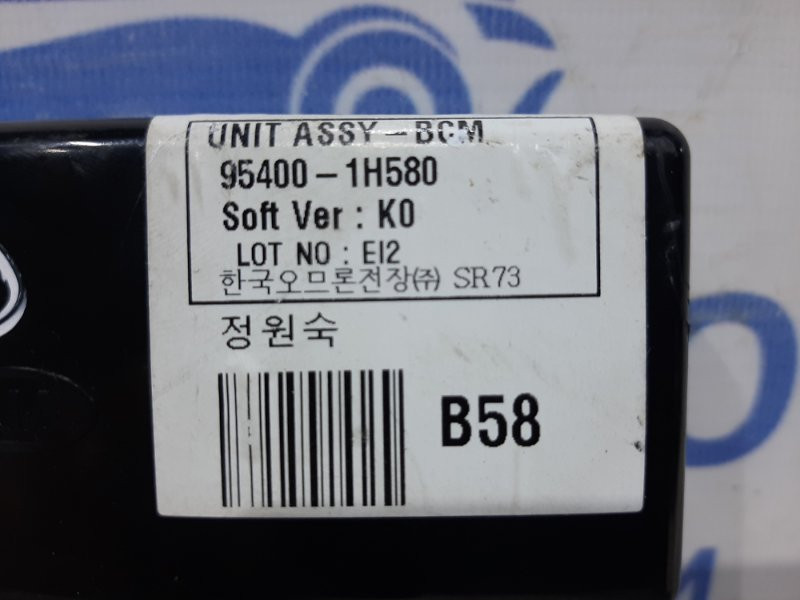 UNIT ASSY-BCM
95400-1H580
Soft Ver : K0
LOT NO : EI2
한국오므론전장㈜ SR73
정원숙
B58